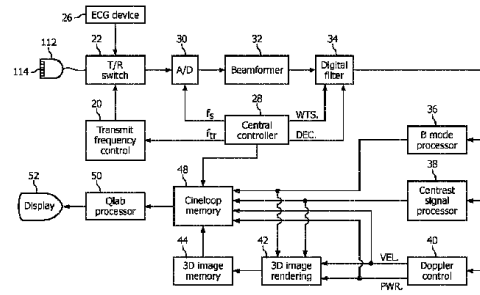 26
ECG device
112
114
22
T/R
switch
30
A/D
32
Beamformer
34
Digital
filter
20
Transmit
frequency
control
fs
ftr
28
Central
controller
WTS.
DEC.
36
B mode
processor
38
Contrest
signal
processor
52
Display
50
Qlab
processor
48
Cineloop
memory
44
3D image
memory
42
3D image
rendering
VEL.
PWR.
40
Doppler
control